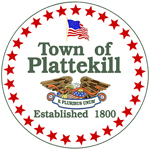 Town of
Plattekill
E PLURIBUS UNUM
Established 1800